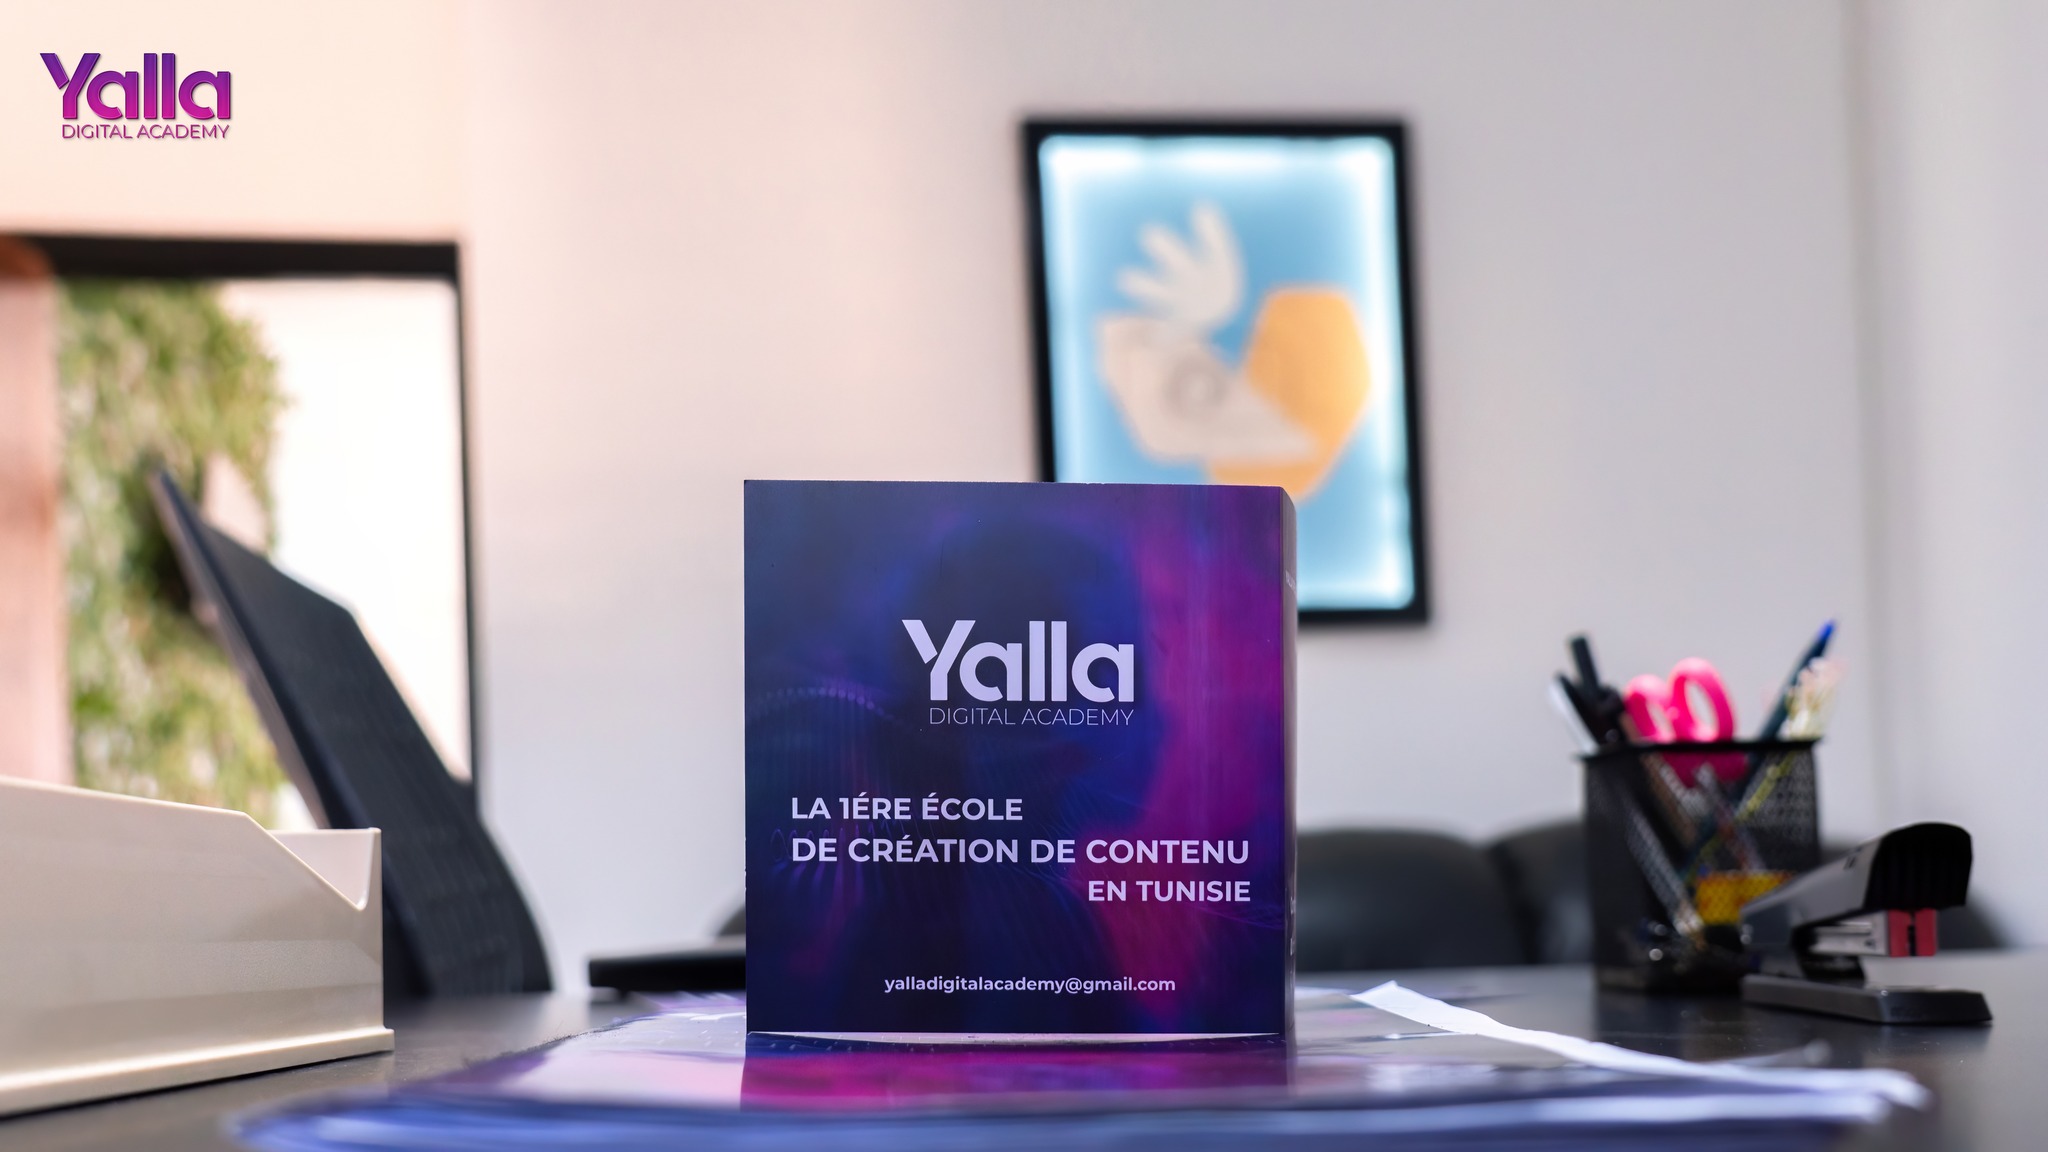 Yalla
DIGITAL ACADEMY
Yalla
DIGITAL ACADEMY
LA 1ÉRE ÉCOLE
DE CRÉATION DE CONTENU
EN TUNISIE
yalladigitalacademy@gmail.com